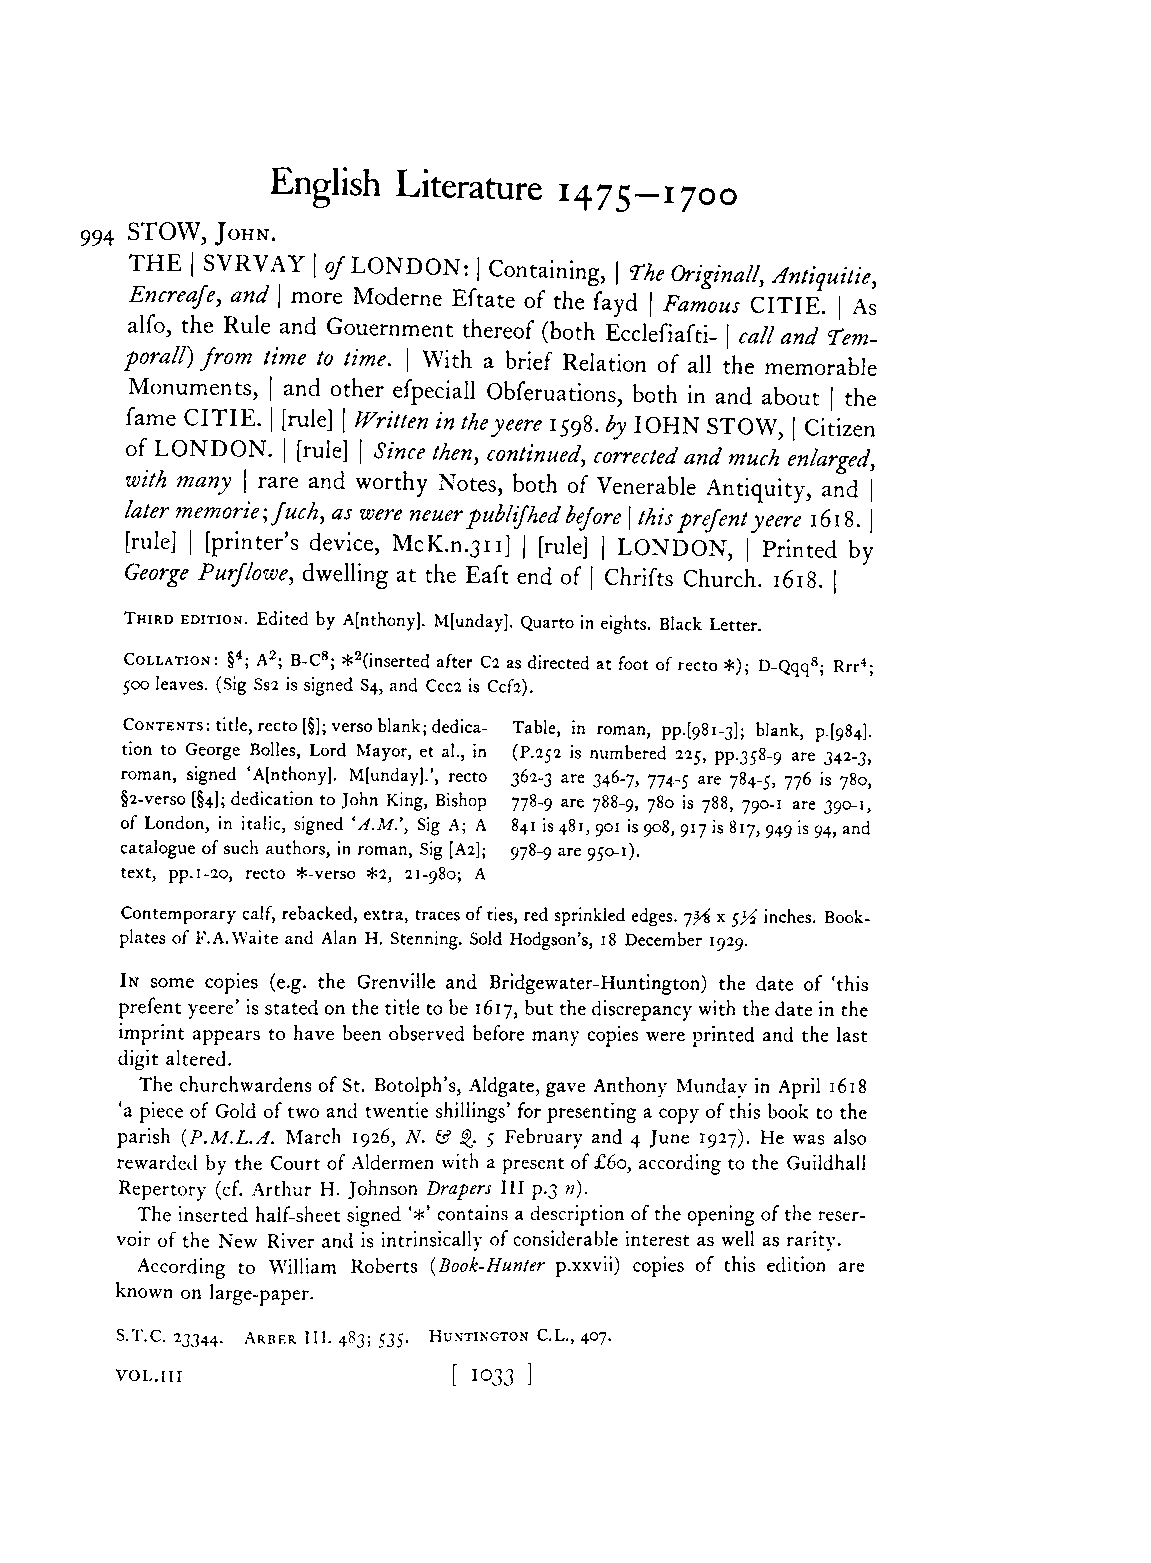 English Literature 1475–1700
994 STOW, JOHN.
THE | SVRVAY | of LONDON: | Containing, | The Originall, Antiquitie,
Encreaſe, and | more Moderne Eſtate of the ſayd | Famous CITIE. | As
alſo, the Rule and Gouernment thereof (both Eccleſiaſti- | call and Tem-
porall) from time to time. | With a brief Relation of all the memorable
Monuments, | and other eſpeciall Obſeruations, both in and about | the
ſame CITIE. | [rule] | Written in the yeere 1598. by IOHN STOW, | Citizen
of LONDON. | [rule] | Since then, continued, corrected and much enlarged,
with many | rare and worthy Notes, both of Venerable Antiquity, and |
later memorie; ſuch, as were neuer publiſhed before | this preſent yeere 1618. |
[rule] | [printer's device, McK.n.311] | [rule] | LONDON, | Printed by
George Purſlowe, dwelling at the Eaſt end of | Chriſts Church. 1618. |
THIRD EDITION. Edited by A[nthony]. M[unday]. Quarto in eights. Black Letter.
COLLATION: §⁴; A²; B-C⁸; *²(inserted after C2 as directed at foot of recto *); D-Qqq⁸; Rrr⁴;
500 leaves. (Sig Ss2 is signed S4, and Ccc2 is Ccf2).
CONTENTS: title, recto [§]; verso blank; dedica-
tion to George Bolles, Lord Mayor, et al., in
roman, signed 'A[nthony]. M[unday].', recto
§2-verso [§4]; dedication to John King, Bishop
of London, in italic, signed 'A.M.', Sig A; A
catalogue of such authors, in roman, Sig [A2];
text, pp.1-20, recto *-verso *2, 21-980; A
Table, in roman, pp.[981-3]; blank, p.[984].
(P.252 is numbered 225, pp.358-9 are 342-3,
362-3 are 346-7, 774-5 are 784-5, 776 is 780,
778-9 are 788-9, 780 is 788, 790-1 are 390-1,
841 is 481, 901 is 908, 917 is 817, 949 is 94, and
978-9 are 950-1).
Contemporary calf, rebacked, extra, traces of ties, red sprinkled edges. 7⅜ x 5½ inches. Book-
plates of F.A.Waite and Alan H. Stenning. Sold Hodgson's, 18 December 1929.
IN some copies (e.g. the Grenville and Bridgewater-Huntington) the date of 'this
preſent yeere' is stated on the title to be 1617, but the discrepancy with the date in the
imprint appears to have been observed before many copies were printed and the last
digit altered.
The churchwardens of St. Botolph's, Aldgate, gave Anthony Munday in April 1618
'a piece of Gold of two and twentie shillings' for presenting a copy of this book to the
parish (P.M.L.A. March 1926, N. & Q. 5 February and 4 June 1927). He was also
rewarded by the Court of Aldermen with a present of £60, according to the Guildhall
Repertory (cf. Arthur H. Johnson Drapers III p.3 n).
The inserted half-sheet signed '*' contains a description of the opening of the reser-
voir of the New River and is intrinsically of considerable interest as well as rarity.
According to William Roberts (Book-Hunter p.xxvii) copies of this edition are
known on large-paper.
S.T.C. 23344. ARBER III. 483; 535. HUNTINGTON C.L., 407.
VOL.III [ 1033 ]